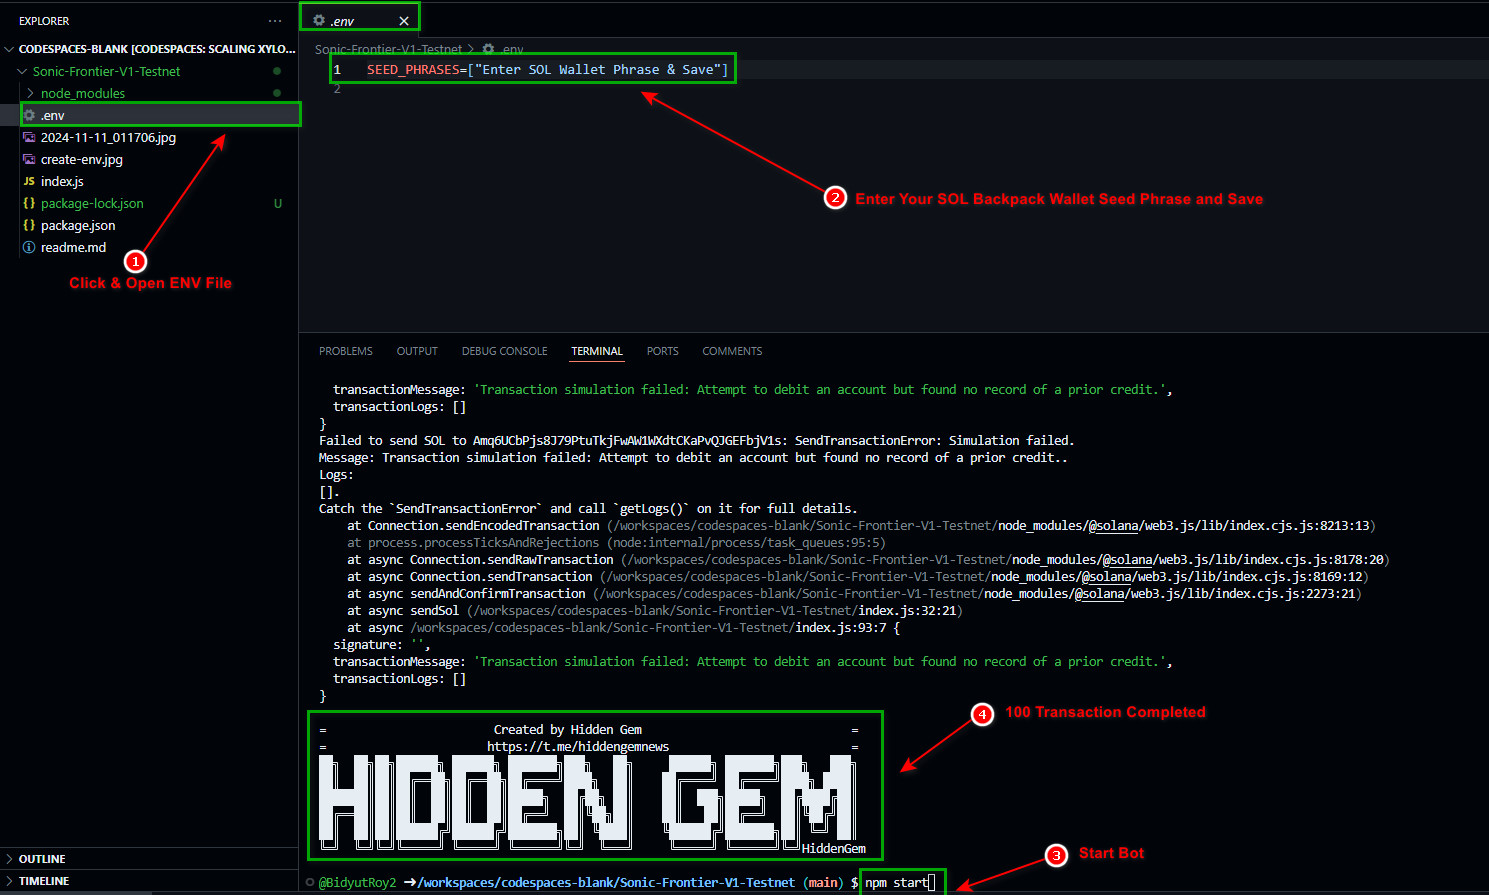 EXPLORER
···
CODESPACES-BLANK [CODESPACES: SCALING XYLO...
Sonic-Frontier-V1-Testnet
node_modules
.env
2024-11-11_011706.jpg
create-env.jpg
JS index.js
{} package-lock.json U
{} package.json
readme.md
1
Click & Open ENV File
OUTLINE
TIMELINE
.env
Sonic-Frontier-V1-Testnet > .env
1 SEED_PHRASES=["Enter SOL Wallet Phrase & Save"]
2
2 Enter Your SOL Backpack Wallet Seed Phrase and Save
PROBLEMS OUTPUT DEBUG CONSOLE TERMINAL PORTS COMMENTS
transactionMessage: 'Transaction simulation failed: Attempt to debit an account but found no record of a prior credit.',
transactionLogs: []
}
Failed to send SOL to Amq6UCbPjs8J79PtuTkjFwAW1WXdtCKaPvQJGEFbjV1s: SendTransactionError: Simulation failed.
Message: Transaction simulation failed: Attempt to debit an account but found no record of a prior credit..
Logs:
[].
Catch the `SendTransactionError` and call `getLogs()` on it for full details.
at Connection.sendEncodedTransaction (/workspaces/codespaces-blank/Sonic-Frontier-V1-Testnet/node_modules/@solana/web3.js/lib/index.cjs.js:8213:13)
at process.processTicksAndRejections (node:internal/process/task_queues:95:5)
at async Connection.sendRawTransaction (/workspaces/codespaces-blank/Sonic-Frontier-V1-Testnet/node_modules/@solana/web3.js/lib/index.cjs.js:8178:20)
at async Connection.sendTransaction (/workspaces/codespaces-blank/Sonic-Frontier-V1-Testnet/node_modules/@solana/web3.js/lib/index.cjs.js:8169:12)
at async sendAndConfirmTransaction (/workspaces/codespaces-blank/Sonic-Frontier-V1-Testnet/node_modules/@solana/web3.js/lib/index.cjs.js:2273:21)
at async sendSol (/workspaces/codespaces-blank/Sonic-Frontier-V1-Testnet/index.js:32:21)
at async /workspaces/codespaces-blank/Sonic-Frontier-V1-Testnet/index.js:93:7 {
signature: '',
transactionMessage: 'Transaction simulation failed: Attempt to debit an account but found no record of a prior credit.',
transactionLogs: []
}
4 100 Transaction Completed
= Created by Hidden Gem =
= https://t.me/hiddengemnews =
HIDDEN GEM
HiddenGem
3 Start Bot
@BidyutRoy2 ➜/workspaces/codespaces-blank/Sonic-Frontier-V1-Testnet (main) $ npm start